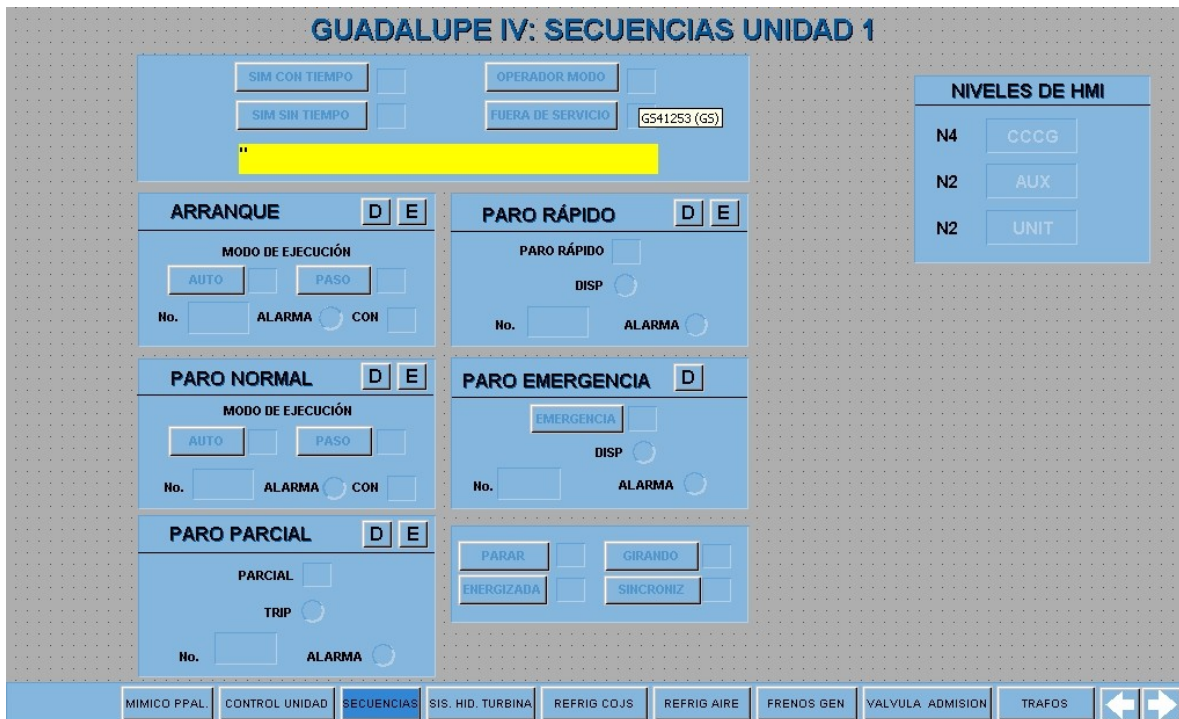 GUADALUPE IV: SECUENCIAS UNIDAD 1
SIM CON TIEMPO
OPERADOR MODO
SIM SIN TIEMPO
FUERA DE SERVICIO
GS41253 (GS)
"
NIVELES DE HMI
N4 CCCG
N2 AUX
N2 UNIT
ARRANQUE D E
MODO DE EJECUCIÓN
AUTO PASO
No. ALARMA CON
PARO RÁPIDO D E
PARO RÁPIDO
DISP
No. ALARMA
PARO NORMAL D E
MODO DE EJECUCIÓN
AUTO PASO
No. ALARMA CON
PARO EMERGENCIA D
EMERGENCIA
DISP
No. ALARMA
PARO PARCIAL D E
PARCIAL
TRIP
No. ALARMA
PARAR GIRANDO
ENERGIZADA SINCRONIZ
MIMICO PPAL. CONTROL UNIDAD SECUENCIAS SIS. HID. TURBINA REFRIG COJS REFRIG AIRE FRENOS GEN VALVULA ADMISION TRAFOS